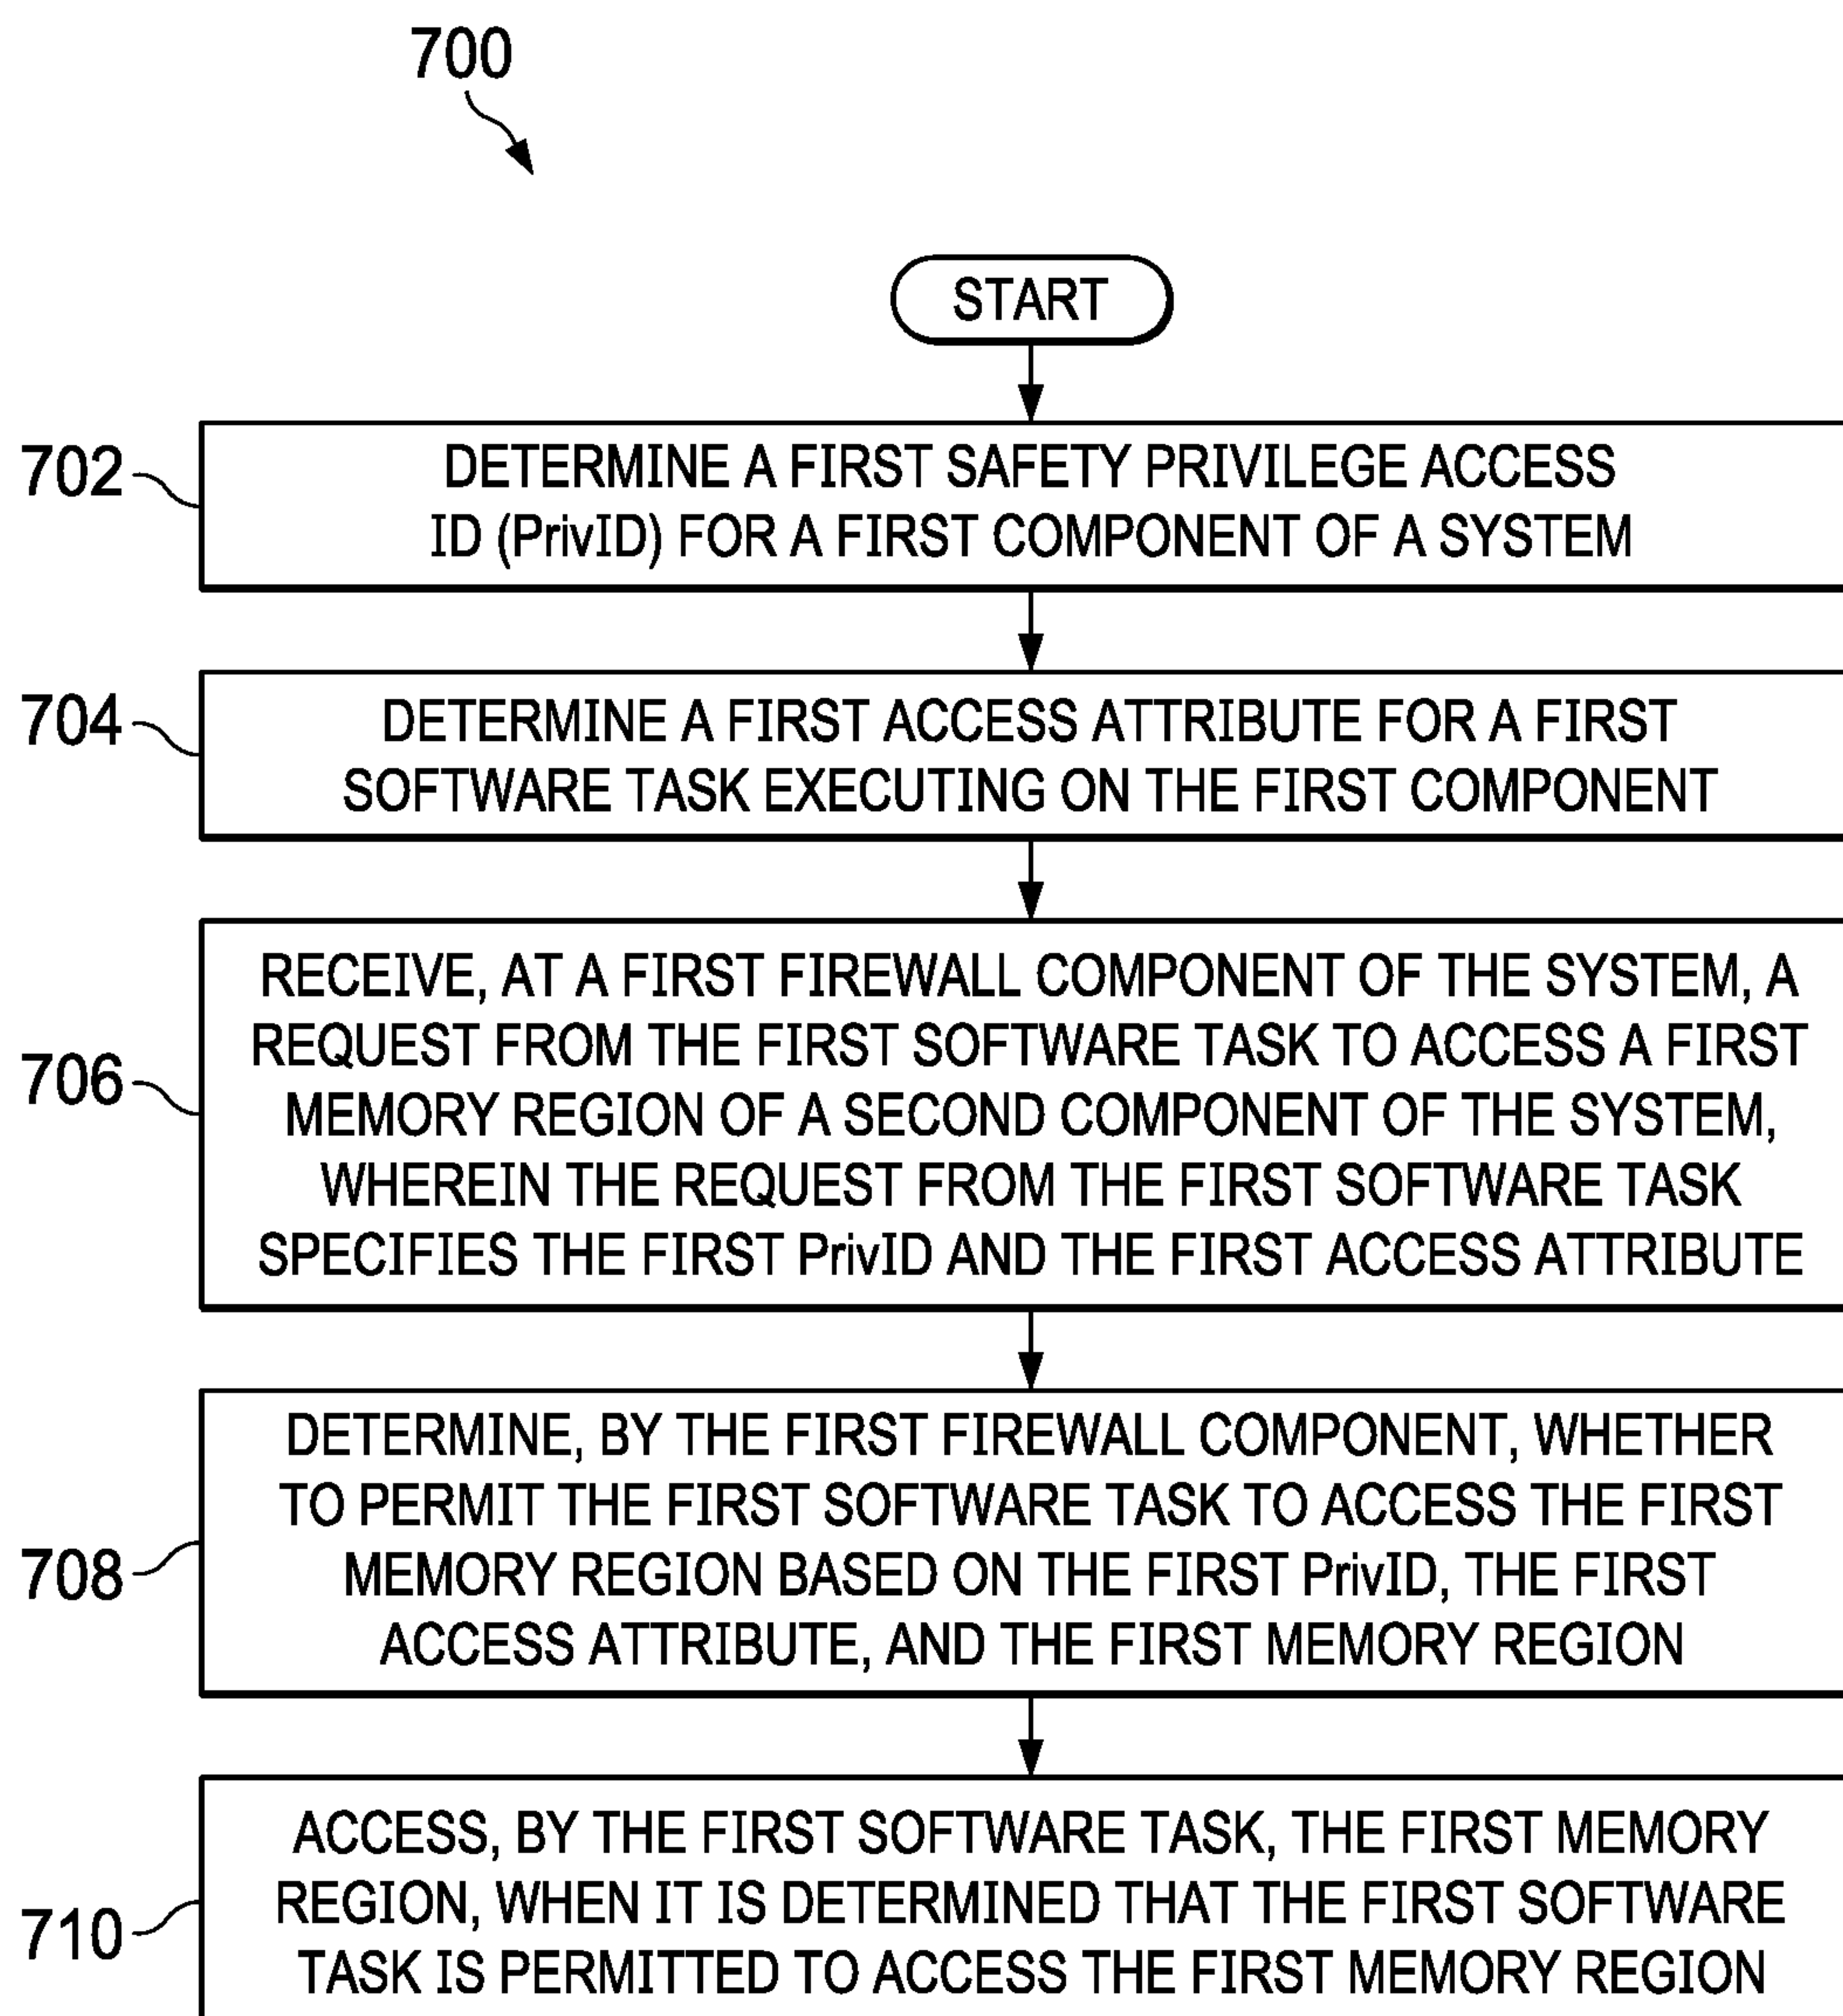 700
START
702
DETERMINE A FIRST SAFETY PRIVILEGE ACCESS
ID (PrivID) FOR A FIRST COMPONENT OF A SYSTEM
704
DETERMINE A FIRST ACCESS ATTRIBUTE FOR A FIRST
SOFTWARE TASK EXECUTING ON THE FIRST COMPONENT
706
RECEIVE, AT A FIRST FIREWALL COMPONENT OF THE SYSTEM, A
REQUEST FROM THE FIRST SOFTWARE TASK TO ACCESS A FIRST
MEMORY REGION OF A SECOND COMPONENT OF THE SYSTEM,
WHEREIN THE REQUEST FROM THE FIRST SOFTWARE TASK
SPECIFIES THE FIRST PrivID AND THE FIRST ACCESS ATTRIBUTE
708
DETERMINE, BY THE FIRST FIREWALL COMPONENT, WHETHER
TO PERMIT THE FIRST SOFTWARE TASK TO ACCESS THE FIRST
MEMORY REGION BASED ON THE FIRST PrivID, THE FIRST
ACCESS ATTRIBUTE, AND THE FIRST MEMORY REGION
710
ACCESS, BY THE FIRST SOFTWARE TASK, THE FIRST MEMORY
REGION, WHEN IT IS DETERMINED THAT THE FIRST SOFTWARE
TASK IS PERMITTED TO ACCESS THE FIRST MEMORY REGION